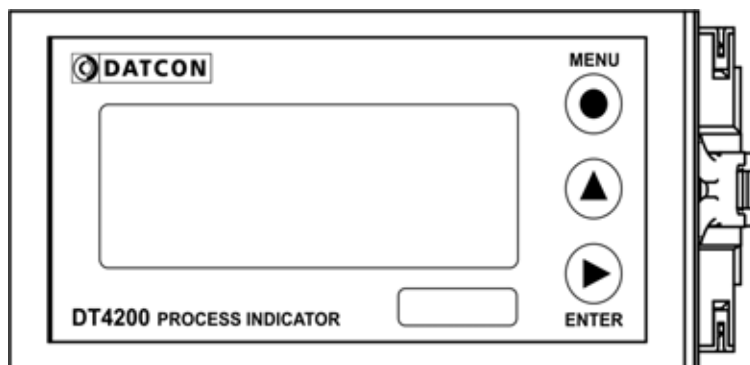 DATCON
MENU
DT4200 PROCESS INDICATOR
ENTER